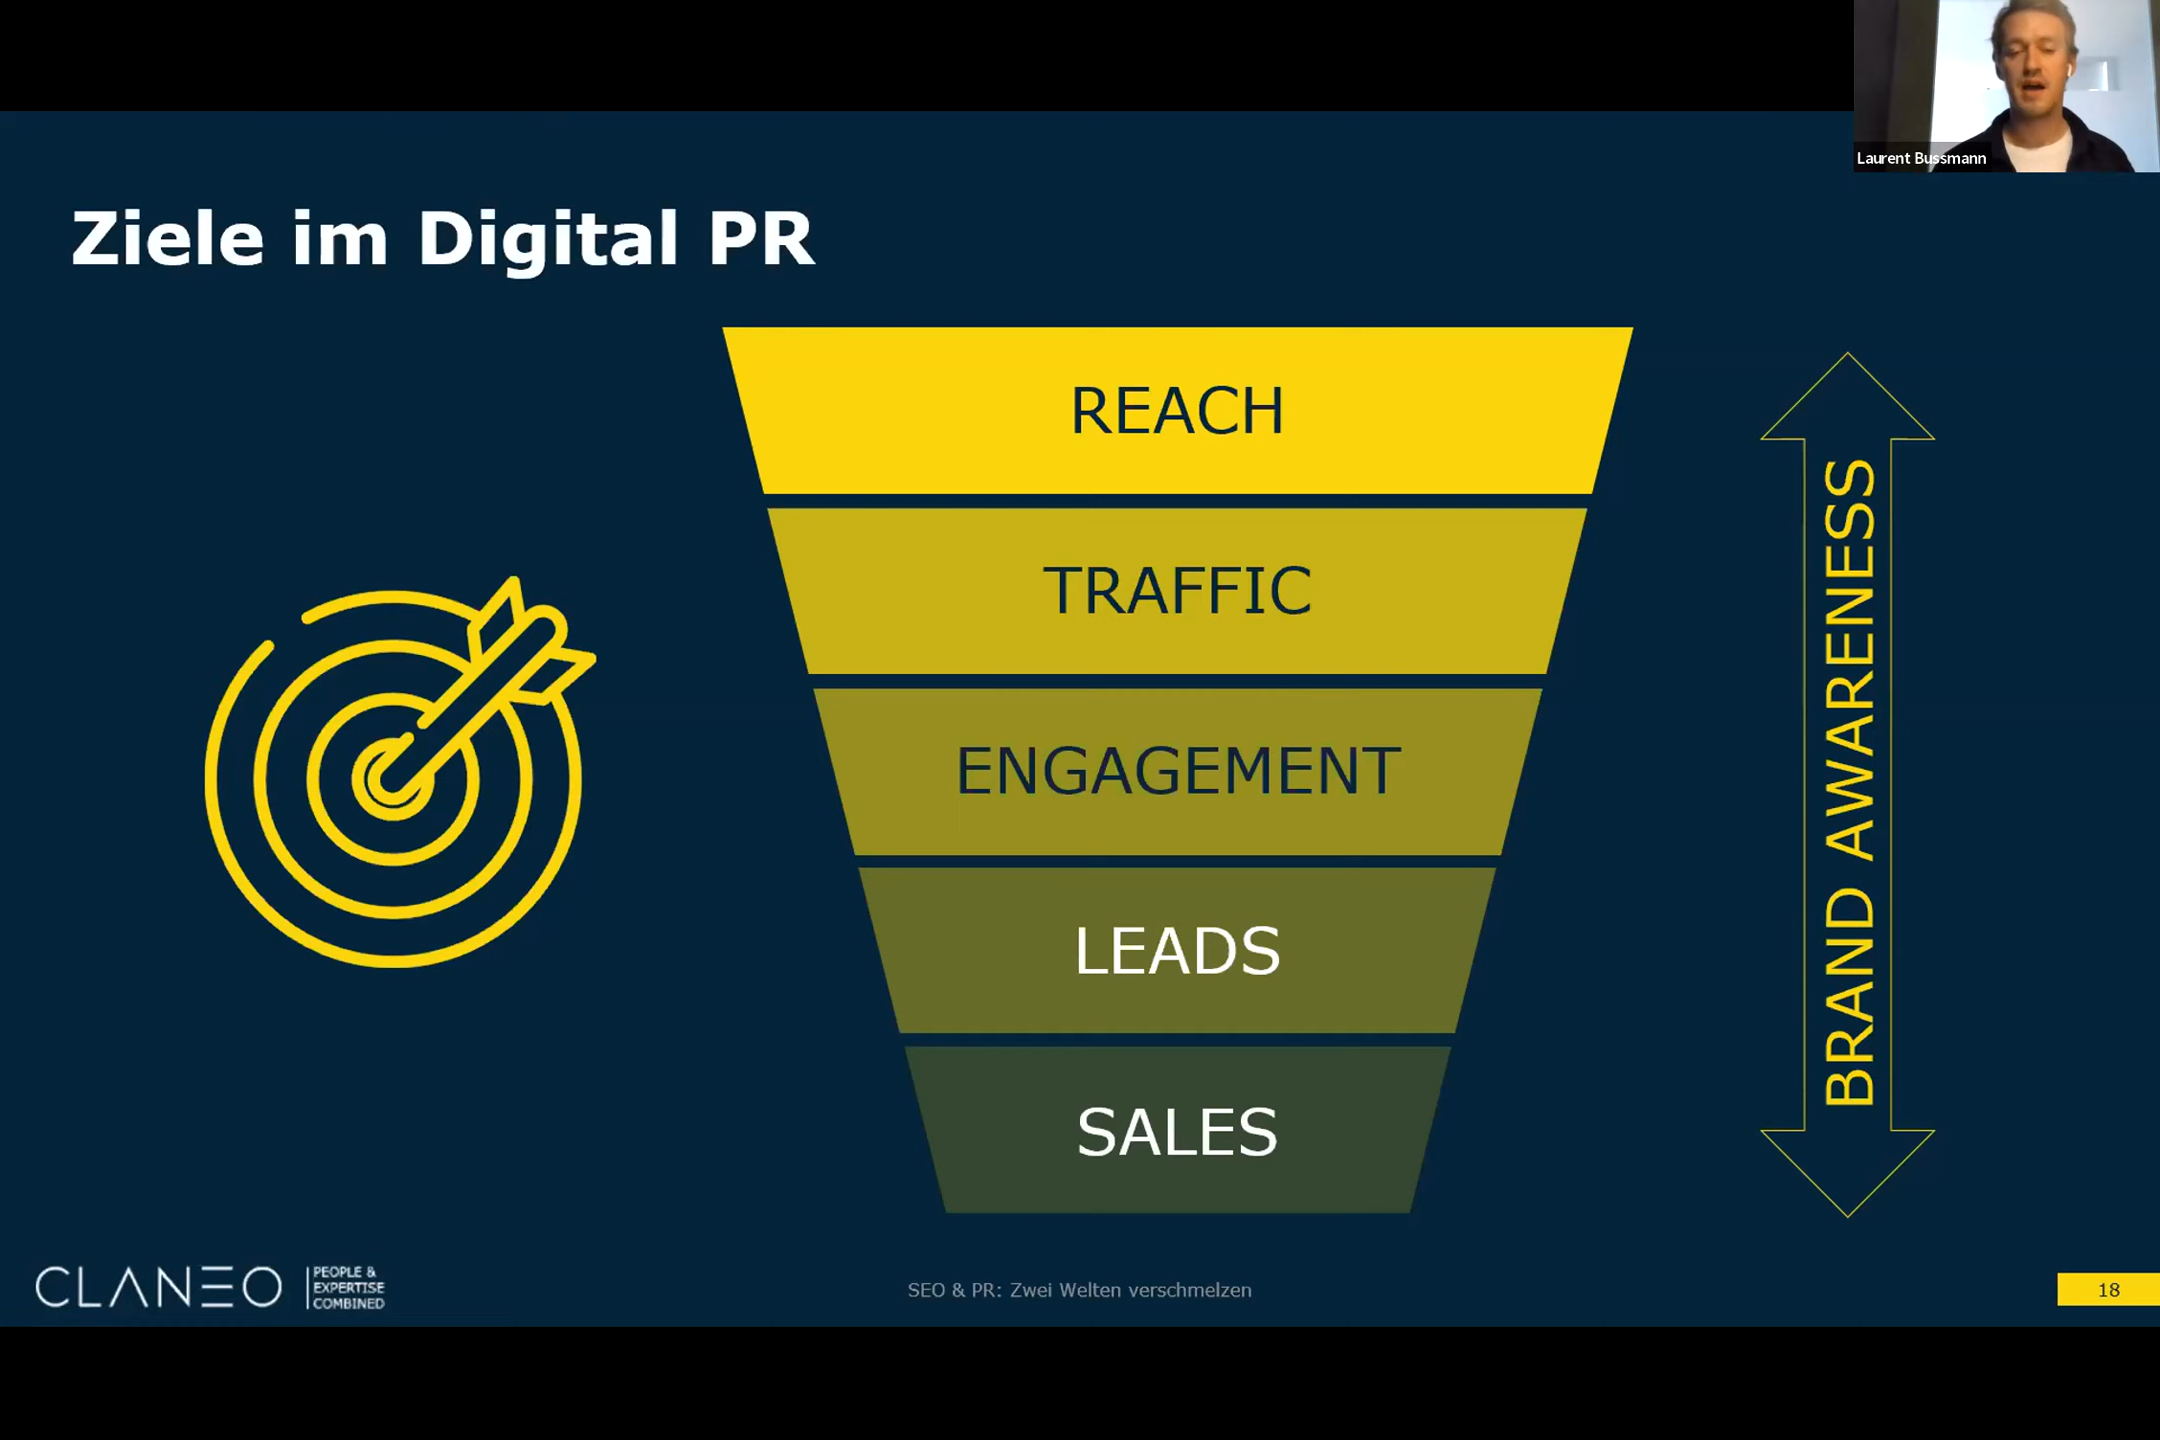 Laurent Bussmann
Ziele im Digital PR
REACH
TRAFFIC
ENGAGEMENT
LEADS
SALES
BRAND AWARENESS
CLANEO
PEOPLE &
EXPERTISE
COMBINED
SEO & PR: Zwei Welten verschmelzen
18